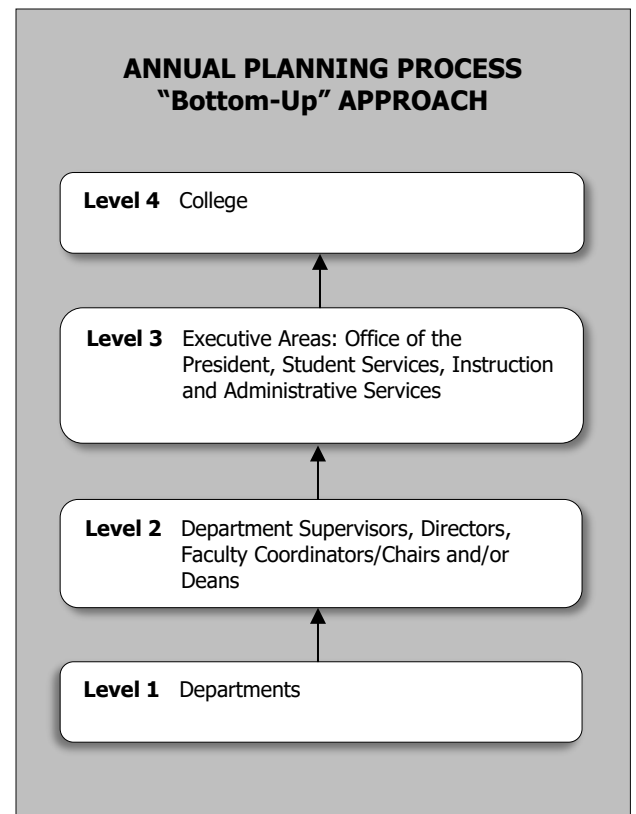 ANNUAL PLANNING PROCESS
“Bottom-Up” APPROACH
Level 4 College
Level 3 Executive Areas: Office of the
President, Student Services, Instruction
and Administrative Services
Level 2 Department Supervisors, Directors,
Faculty Coordinators/Chairs and/or
Deans
Level 1 Departments